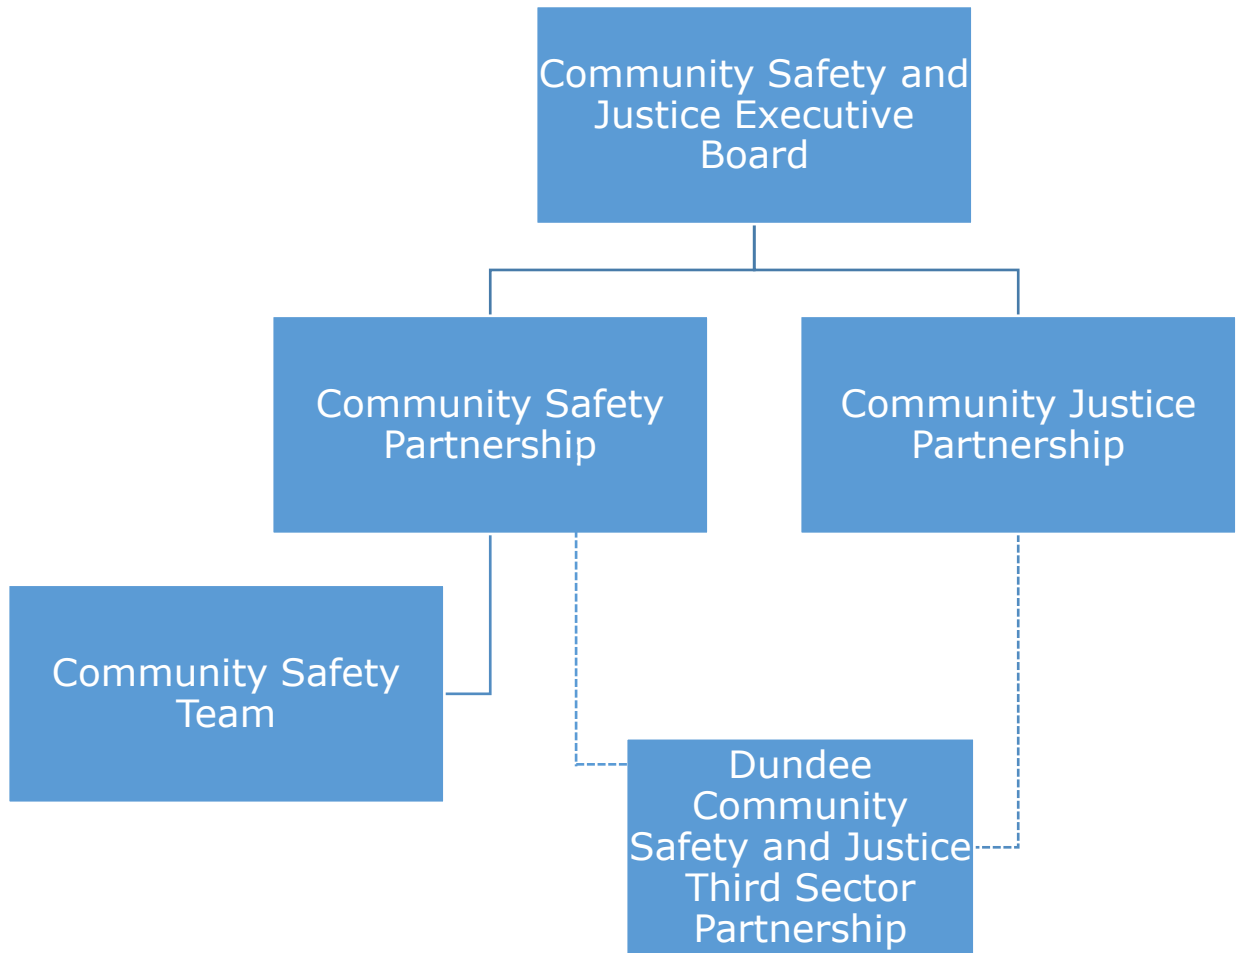 Community Safety and
Justice Executive
Board
Community Safety
Partnership
Community Justice
Partnership
Community Safety
Team
Dundee
Community
Safety and Justice
Third Sector
Partnership